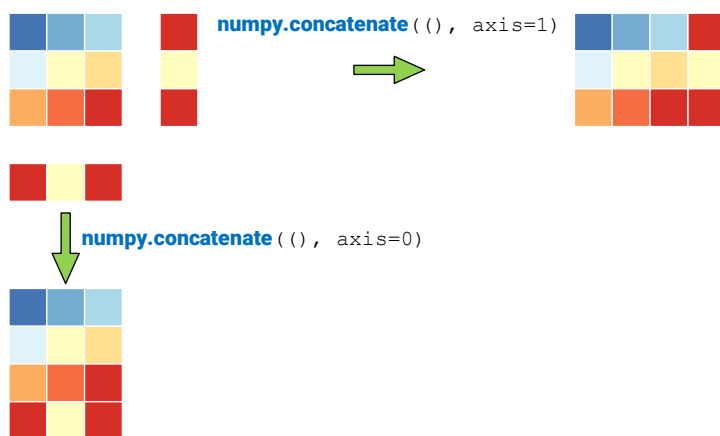 numpy.concatenate((), axis=1)
numpy.concatenate((), axis=0)